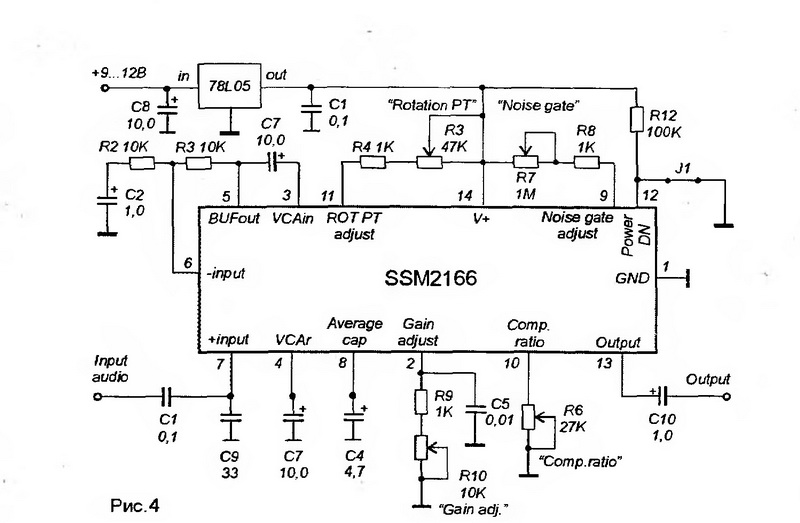 +9...12В
in
78L05
out
C8
10,0
C1
0,1
"Rotation PT"
"Noise gate"
R12
100K
R2 10K
R3 10K
C7
10,0
R4 1K
R3
47K
R7
1M
R8
1K
J1
C2
1,0
5
3
11
14
9
12
BUFout
VCAin
ROT PT
adjust
V+
Noise gate
adjust
Power
DN
6
-input
SSM2166
GND
1
+input
VCAr
Average
cap
Gain
adjust
Comp.
ratio
Output
7
4
8
2
10
13
Input
audio
C1
0,1
C9
33
C7
10,0
C4
4,7
R9
1K
C5
0,01
R10
10K
"Gain adj."
R6
27K
"Comp.ratio"
C10
1,0
Output
Рис.4